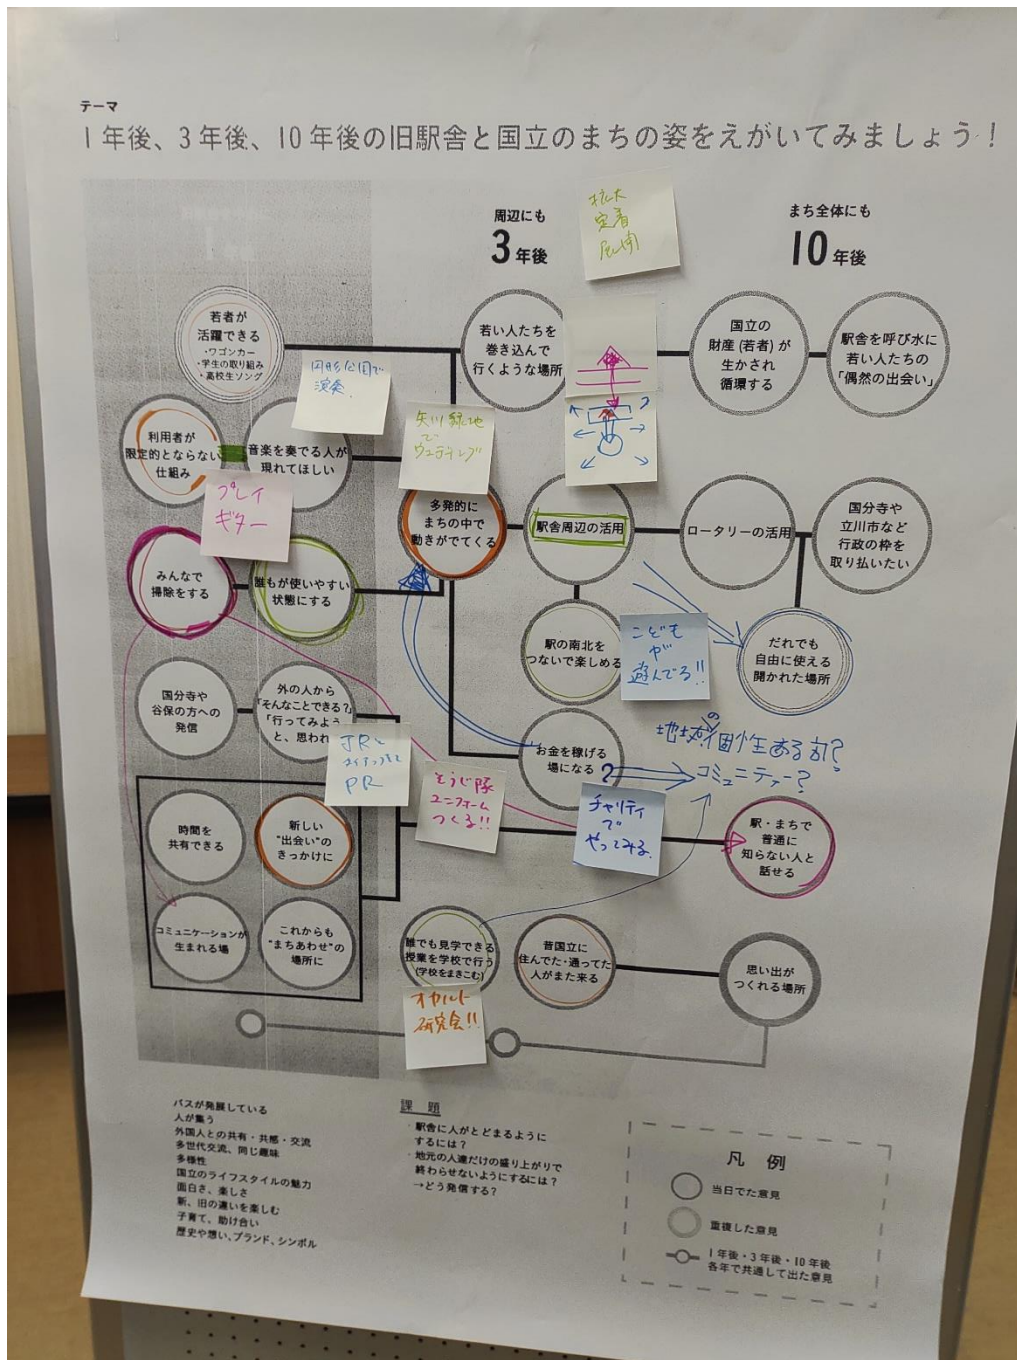 テーマ
1年後、3年後、10年後の旧駅舎と国立のまちの姿をえがいてみましょう！
周辺にも
3年後
まち全体にも
10年後
拡大
定着
展開
若者が
活躍できる
・ワゴンカー
・学生の取り組み
・高校生ソング
若い人たちを
巻き込んで
行くような場所
国立の
財産(若者)が
生かされ
循環する
駅舎を呼び水に
若い人たちの
「偶然の出会い」
円形公園で
演奏.
矢川緑地
で
ウェディング
?
利用者が
限定的とならない
仕組み
音楽を奏でる人が
現れてほしい
プレイ
ギター
多発的に
まちの中で
動きがでてくる
駅舎周辺の活用
ロータリーの活用
国分寺や
立川市など
行政の枠を
取り払いたい
みんなで
掃除をする
誰もが使いやすい
状態にする
駅の南北を
つないで楽しめる
こども
が
遊んでる!!
だれでも
自由に使える
開かれた場所
国分寺や
谷保の方への
発信
外の人から
「そんなことできる?」
「行ってみよう」
と、思われ
JRと
PR
お金を稼げる
場になる
?
地域の個性ある
コミュニティー?
そうじ隊
ユニフォーム
つくる!!
チャリティ
で
やってみる.
時間を
共有できる
新しい
"出会い"の
きっかけに
駅・まちで
普通に
知らない人と
話せる
コミュニケーションが
生まれる場
これからも
"まちあわせ"の
場所に
誰でも見学できる
授業を学校で行う
(学校をまきこむ)
昔国立に
住んでた・通ってた
人がまた来る
思い出が
つくれる場所
オカルト
研究会!!
バスが発展している
人が集う
外国人との共有・共感・交流
多世代交流、同じ趣味
多様性
国立のライフスタイルの魅力
面白さ、楽しさ
新、旧の違いを楽しむ
子育て、助け合い
歴史や想い、ブランド、シンボル
課題
・駅舎に人がとどまるように
するには？
・地元の人達だけの盛り上がりで
終わらせないようにするには？
→どう発信する？
凡例
当日でた意見
重複した意見
1年後・3年後・10年後
各年で共通して出た意見